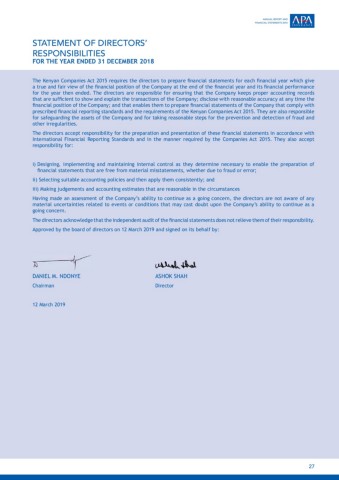 ANNUAL REPORT AND
FINANCIAL STATEMENTS 2018
APA
INSURANCE
STATEMENT OF DIRECTORS'
RESPONSIBILITIES
FOR THE YEAR ENDED 31 DECEMBER 2018
The Kenyan Companies Act 2015 requires the directors to prepare financial statements for each financial year which give
a true and fair view of the financial position of the Company at the end of the financial year and its financial performance
for the year then ended. The directors are responsible for ensuring that the Company keeps proper accounting records
that are sufficient to show and explain the transactions of the Company; disclose with reasonable accuracy at any time the
financial position of the Company; and that enables them to prepare financial statements of the Company that comply with
prescribed financial reporting standards and the requirements of the Kenyan Companies Act 2015. They are also responsible
for safeguarding the assets of the Company and for taking reasonable steps for the prevention and detection of fraud and
other irregularities.
The directors accept responsibility for the preparation and presentation of these financial statements in accordance with
International Financial Reporting Standards and in the manner required by the Companies Act 2015. They also accept
responsibility for:
i) Designing, implementing and maintaining internal control as they determine necessary to enable the preparation of
financial statements that are free from material misstatements, whether due to fraud or error;
ii) Selecting suitable accounting policies and then apply them consistently; and
iii) Making judgements and accounting estimates that are reasonable in the circumstances
Having made an assessment of the Company's ability to continue as a going concern, the directors are not aware of any
material uncertainties related to events or conditions that may cast doubt upon the Company's ability to continue as a
going concern.
The directors acknowledge that the independent audit of the financial statements does not relieve them of their responsibility.
Approved by the board of directors on 12 March 2019 and signed on its behalf by:
Ashok Shah
DANIEL M. NDONYE ASHOK SHAH
Chairman Director
12 March 2019
27